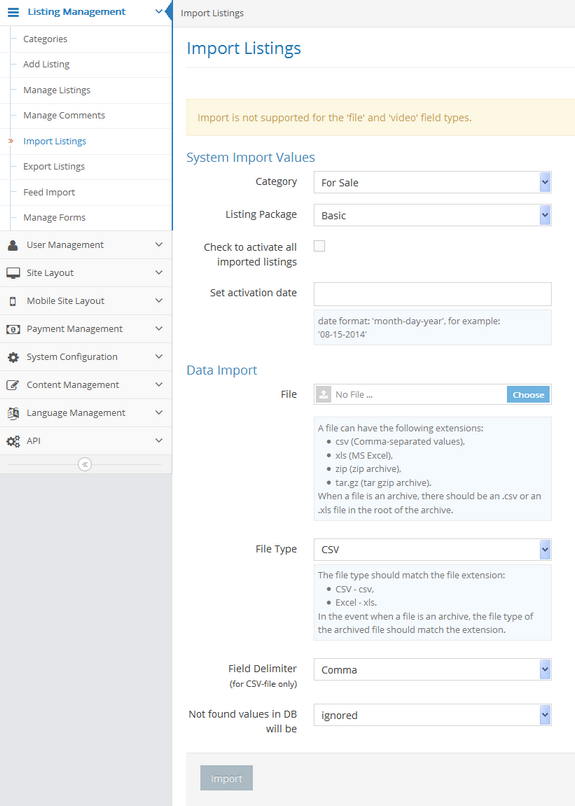 Listing Management
Categories
Add Listing
Manage Listings
Manage Comments
Import Listings
Export Listings
Feed Import
Manage Forms
User Management
Site Layout
Mobile Site Layout
Payment Management
System Configuration
Content Management
Language Management
API
Import Listings
Import Listings
Import is not supported for the 'file' and 'video' field types.
System Import Values
Category
For Sale
Listing Package
Basic
Check to activate all
imported listings
Set activation date
date format: 'month-day-year', for example:
'08-15-2014'
Data Import
File
No File ...
Choose
A file can have the following extensions:
• csv (Comma-separated values),
• xls (MS Excel),
• zip (zip archive),
• tar.gz (tar gzip archive).
When a file is an archive, there should be an .csv or an
.xls file in the root of the archive.
File Type
CSV
The file type should match the file extension:
• CSV - csv,
• Excel - xls.
In the event when a file is an archive, the file type of
the archived file should match the extension.
Field Delimiter
(for CSV-file only)
Comma
Not found values in DB
will be
ignored
Import